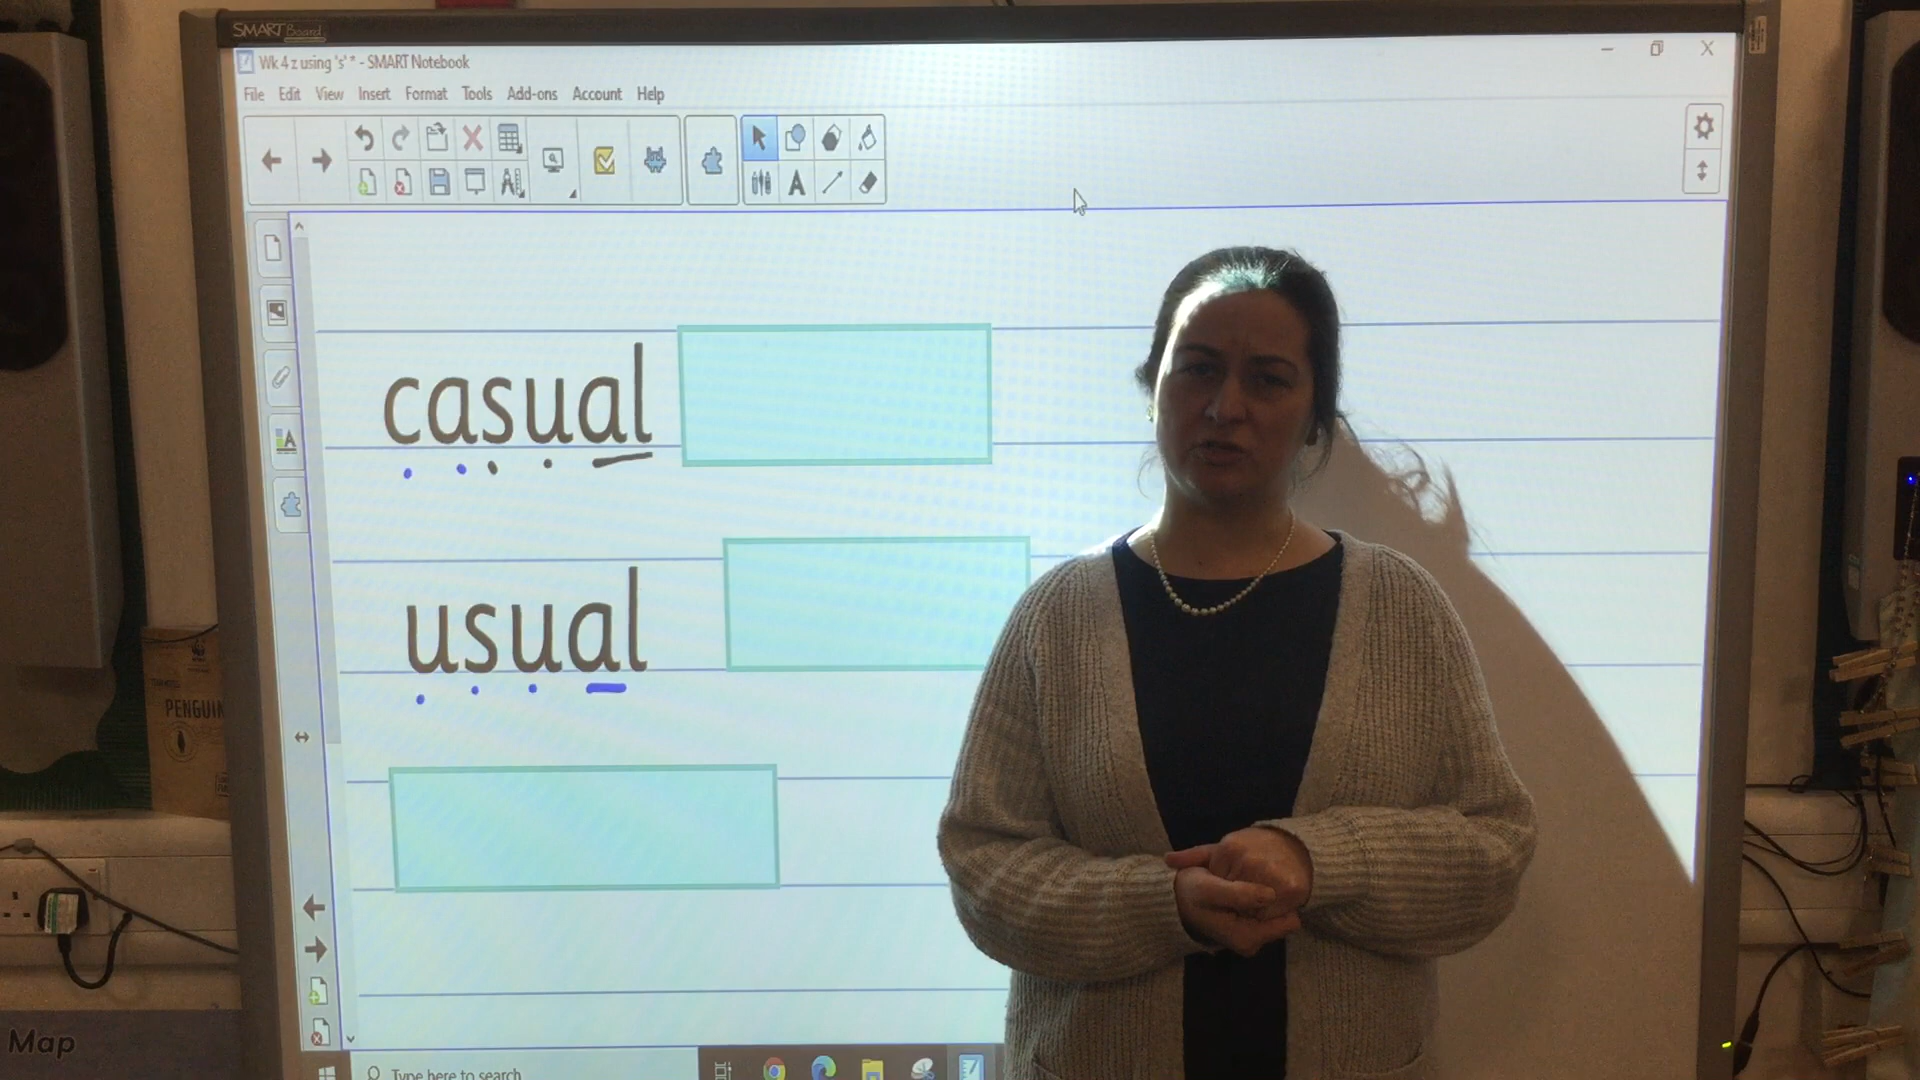 SMART Board
Wk 4 z using 's' * - SMART Notebook
File Edit View Insert Format Tools Add-ons Account Help
casual
usual
PENGUIN
Map
Type here to search